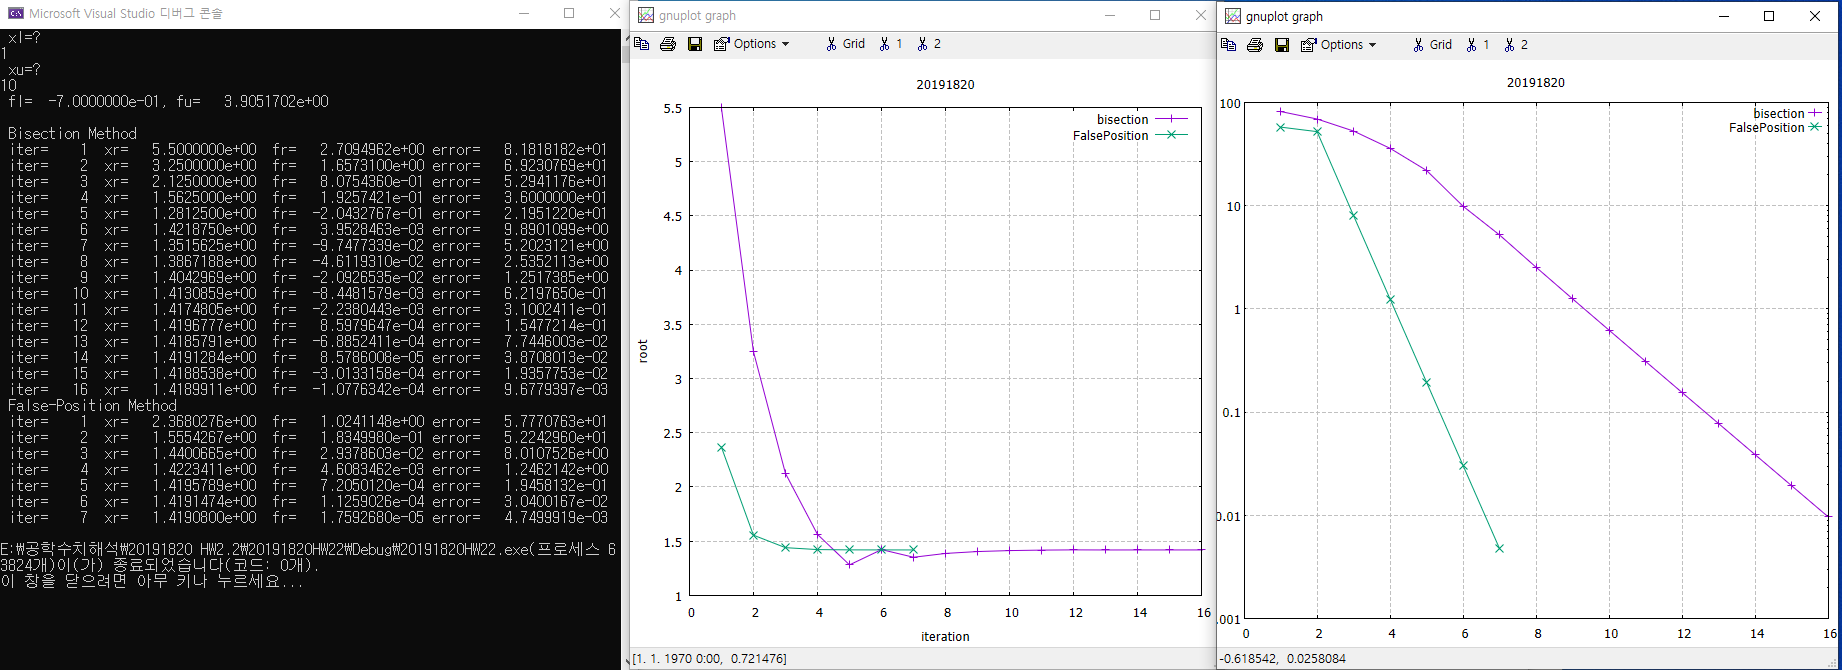 Microsoft Visual Studio 디버그 콘솔
xl=?
1
xu=?
10
fl=  -7.0000000e-01, fu=   3.9051702e+00
Bisection Method
iter=    1  xr=   5.5000000e+00  fr=   2.7094962e+00 error=   8.1818182e+01
iter=    2  xr=   3.2500000e+00  fr=   1.6573100e+00 error=   6.9230769e+01
iter=    3  xr=   2.1250000e+00  fr=   8.0754360e-01 error=   5.2941176e+01
iter=    4  xr=   1.5625000e+00  fr=   1.9257421e-01 error=   3.6000000e+01
iter=    5  xr=   1.2812500e+00  fr=  -2.0432767e-01 error=   2.1951220e+01
iter=    6  xr=   1.4218750e+00  fr=   3.9528463e-03 error=   9.8901099e+00
iter=    7  xr=   1.3515625e+00  fr=  -9.7477339e-02 error=   5.2023121e+00
iter=    8  xr=   1.3867188e+00  fr=  -4.6119310e-02 error=   2.5352113e+00
iter=    9  xr=   1.4042969e+00  fr=  -2.0926535e-02 error=   1.2517385e+00
iter=   10  xr=   1.4130859e+00  fr=  -8.4481579e-03 error=   6.2197650e-01
iter=   11  xr=   1.4174805e+00  fr=  -2.2380443e-03 error=   3.1002411e-01
iter=   12  xr=   1.4196777e+00  fr=   8.5979647e-04 error=   1.5477214e-01
iter=   13  xr=   1.4185791e+00  fr=  -6.8852411e-04 error=   7.7446003e-02
iter=   14  xr=   1.4191284e+00  fr=   8.5786008e-05 error=   3.8708013e-02
iter=   15  xr=   1.4188538e+00  fr=  -3.0133158e-04 error=   1.9357753e-02
iter=   16  xr=   1.4189911e+00  fr=  -1.0776342e-04 error=   9.6779397e-03
False-Position Method
iter=    1  xr=   2.3680276e+00  fr=   1.0241148e+00 error=   5.7770763e+01
iter=    2  xr=   1.5554267e+00  fr=   1.8349980e-01 error=   5.2242960e+01
iter=    3  xr=   1.4400665e+00  fr=   2.9378603e-02 error=   8.0107526e+00
iter=    4  xr=   1.4223411e+00  fr=   4.6083462e-03 error=   1.2462142e+00
iter=    5  xr=   1.4195789e+00  fr=   7.2050120e-04 error=   1.9458132e-01
iter=    6  xr=   1.4191474e+00  fr=   1.1259026e-04 error=   3.0400167e-02
iter=    7  xr=   1.4190800e+00  fr=   1.7592680e-05 error=   4.7499919e-03
E:₩공학수치해석₩20191820 HW2.2₩20191820HW22₩Debug₩20191820HW22.exe(프로세스 6
3824개)이(가) 종료되었습니다(코드: 0개).
이 창을 닫으려면 아무 키나 누르세요...
gnuplot graph
Options Grid 1 2
20191820
bisection
FalsePosition
5.5
5
4.5
4
3.5
3
2.5
2
1.5
1
root
0 2 4 6 8 10 12 14 16
iteration
[1. 1. 1970 0:00,  0.721476]
gnuplot graph
Options Grid 1 2
20191820
bisection
FalsePosition
100
10
1
0.1
0.01
.001
0 2 4 6 8 10 12 14 16
-0.618542,  0.0258084